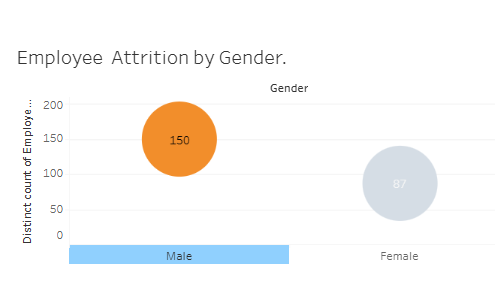 Employee Attrition by Gender.
Gender
Distinct count of Employe...
200
150
100
50
0
150
87
Male
Female